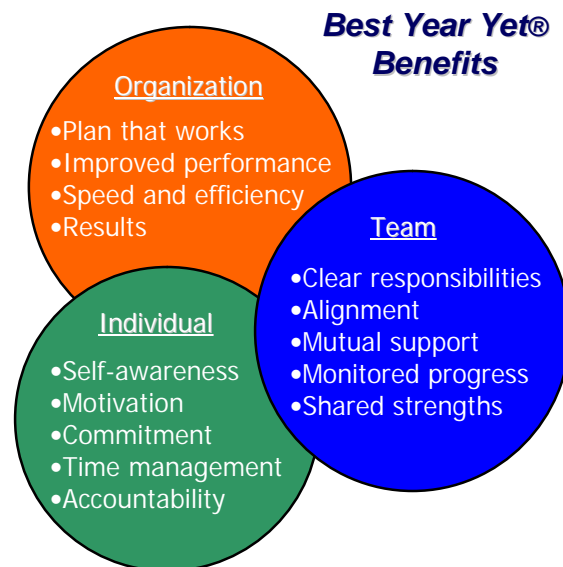 Best Year Yet®
Benefits
Organization
•Plan that works
•Improved performance
•Speed and efficiency
•Results
Team
•Clear responsibilities
•Alignment
•Mutual support
•Monitored progress
•Shared strengths
Individual
•Self-awareness
•Motivation
•Commitment
•Time management
•Accountability